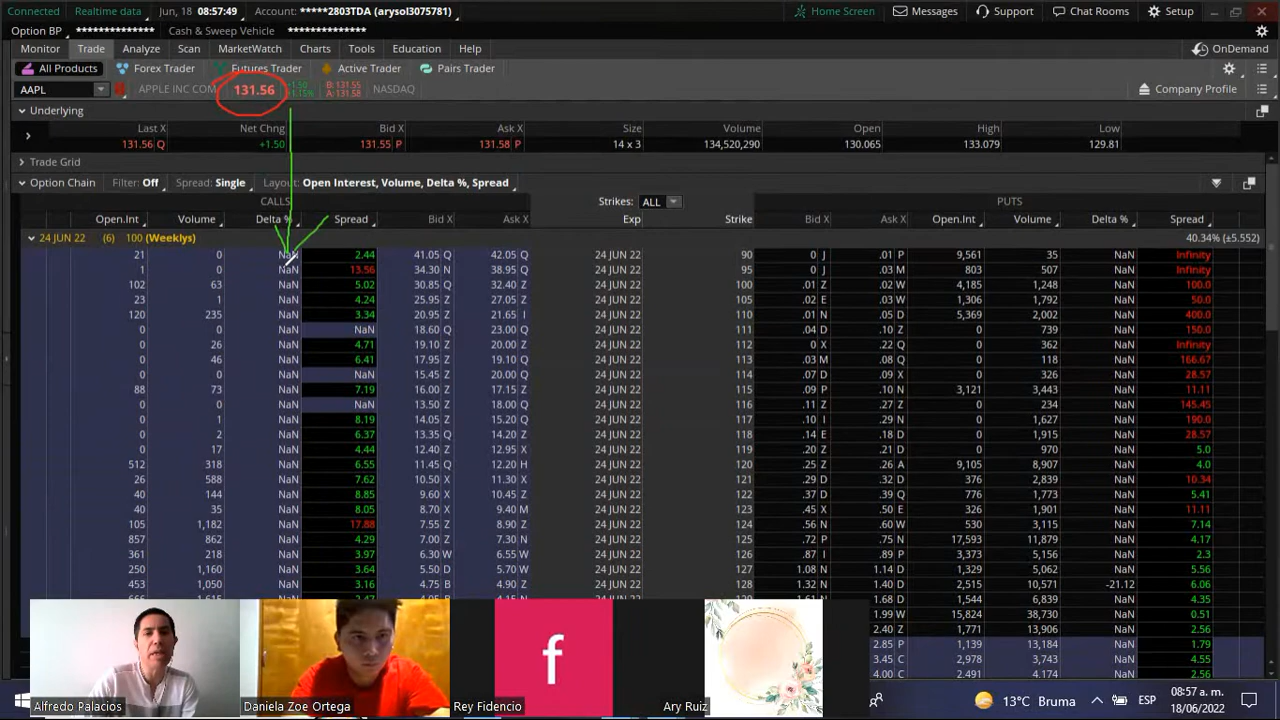 Connected Realtime data Jun, 18 08:57:49 Account: *****2803TDA (arysol3075781) Home Screen Messages Support Chat Rooms Setup
Option BP ************** Cash & Sweep Vehicle **************
Monitor Trade Analyze Scan MarketWatch Charts Tools Education Help OnDemand
All Products Forex Trader Futures Trader Active Trader Pairs Trader
AAPL APPLE INC COM 131.56 B: 131.55 A: 131.58 NASDAQ Company Profile
Underlying
Last X Net Chng Bid X Ask X Size Volume Open High Low
131.56 Q +1.50 131.55 P 131.58 P 14 x 3 134,520,290 130.065 133.079 129.81
Trade Grid
Option Chain Filter: Off Spread: Single Layout: Open Interest, Volume, Delta %, Spread
CALLS Strikes: ALL PUTS
Open.Int Volume Delta % Spread Bid X Ask X Exp Strike Bid X Ask X Open.Int Volume Delta % Spread
24 JUN 22 (6) 100 (Weeklys) 40.34% (±5.552)
21 0 NaN 2.44 41.05 Q 42.05 Q 24 JUN 22 90 0 J .01 P 9,561 35 NaN Infinity
1 0 NaN 13.56 34.30 N 38.95 Q 24 JUN 22 95 0 J .03 M 803 507 NaN Infinity
102 63 NaN 5.02 30.85 Q 32.40 Z 24 JUN 22 100 .01 Z .02 W 4,185 1,248 NaN 100.0
23 1 NaN 4.24 25.95 Z 27.05 Z 24 JUN 22 105 .02 E .03 W 1,306 1,792 NaN 50.0
120 235 NaN 3.34 20.95 Z 21.65 I 24 JUN 22 110 .01 N .05 D 5,369 2,002 NaN 400.0
0 0 NaN NaN 18.60 Q 23.00 Q 24 JUN 22 111 .04 D .10 Z 0 739 NaN 150.0
0 26 NaN 4.71 19.10 Z 20.00 Z 24 JUN 22 112 0 X .22 Q 0 362 NaN Infinity
0 46 NaN 6.41 17.95 Z 19.10 Q 24 JUN 22 113 .03 M .08 Q 0 118 NaN 166.67
0 0 NaN NaN 15.45 Z 20.00 Q 24 JUN 22 114 .07 D .09 X 0 326 NaN 28.57
88 73 NaN 7.19 16.00 Z 17.15 Z 24 JUN 22 115 .09 P .10 N 3,121 3,443 NaN 11.11
0 0 NaN NaN 13.50 Z 18.00 Q 24 JUN 22 116 .11 Z .27 Z 0 234 NaN 145.45
0 1 NaN 8.19 14.05 Z 15.20 Q 24 JUN 22 117 .10 I .29 N 0 1,627 NaN 190.0
0 2 NaN 6.37 13.35 Z 14.20 Z 24 JUN 22 118 .14 E .18 D 0 1,915 NaN 28.57
0 17 NaN 4.44 12.40 Z 12.95 X 24 JUN 22 119 .20 Z .21 D 0 970 NaN 5.0
512 318 NaN 6.55 11.45 Q 12.20 H 24 JUN 22 120 .25 Z .26 A 9,105 8,907 NaN 4.0
26 588 NaN 7.62 10.50 X 11.30 X 24 JUN 22 121 .29 D .32 D 376 2,839 NaN 10.34
40 144 NaN 8.85 9.60 X 10.45 Z 24 JUN 22 122 .37 D .39 Q 776 1,773 NaN 5.41
40 35 NaN 8.05 8.70 X 9.40 M 24 JUN 22 123 .45 X .50 E 326 1,901 NaN 11.11
105 1,182 NaN 17.88 7.55 Z 8.90 Z 24 JUN 22 124 .56 N .60 W 530 3,115 NaN 7.14
857 862 NaN 4.29 7.00 Z 7.30 N 24 JUN 22 125 .72 P .75 N 17,593 11,879 NaN 4.17
361 218 NaN 3.97 6.30 W 6.55 W 24 JUN 22 126 .87 I .89 P 3,373 5,156 NaN 2.3
250 1,160 NaN 3.64 5.50 D 5.70 W 24 JUN 22 127 1.08 N 1.14 D 1,329 5,062 NaN 5.56
453 1,050 NaN 3.16 4.75 B 4.90 Z 24 JUN 22 128 1.32 N 1.40 D 2,515 10,571 -21.12 6.06
1.68 D 1,544 6,839 NaN 4.35
1.99 W 15,824 38,730 NaN 0.51
2.40 Z 1,771 13,906 NaN 2.56
2.85 P 1,139 13,184 NaN 1.79
3.45 C 2,978 3,743 NaN 4.55
4.15 D 2,491 4,174 NaN 2.56
f
Alfredo Palacios Daniela Zoe Ortega Rey Fidencio Ary Ruiz
13°C Bruma ESP 08:57 a. m. 18/06/2022